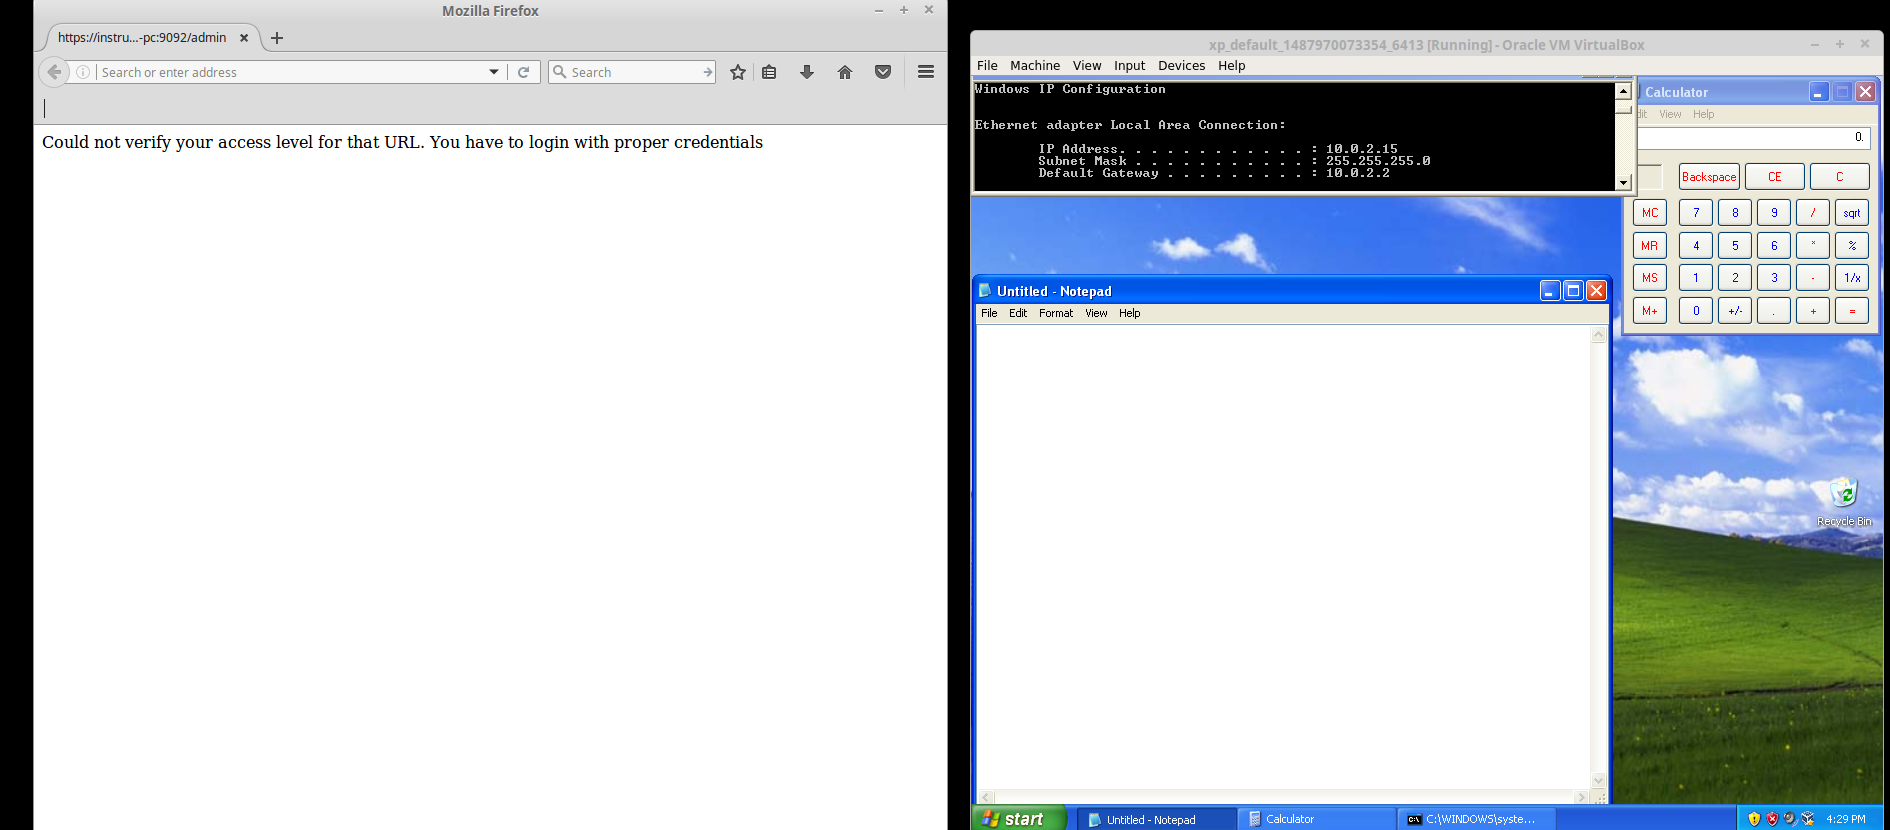 Mozilla Firefox
https://instru...-pc:9092/admin
Search or enter address
Search
Could not verify your access level for that URL. You have to login with proper credentials
xp_default_1487970073354_6413 [Running] - Oracle VM VirtualBox
File Machine View Input Devices Help
Windows IP Configuration
Ethernet adapter Local Area Connection:
IP Address. . . . . . . . . . . . : 10.0.2.15
Subnet Mask . . . . . . . . . . . : 255.255.255.0
Default Gateway . . . . . . . . . : 10.0.2.2
Calculator
dit View Help
0.
Backspace CE C
MC 7 8 9 / sqrt
MR 4 5 6 * %
MS 1 2 3 - 1/x
M+ 0 +/- . + =
Untitled - Notepad
File Edit Format View Help
Recycle Bin
start
Untitled - Notepad
Calculator
C:\WINDOWS\syste...
4:29 PM